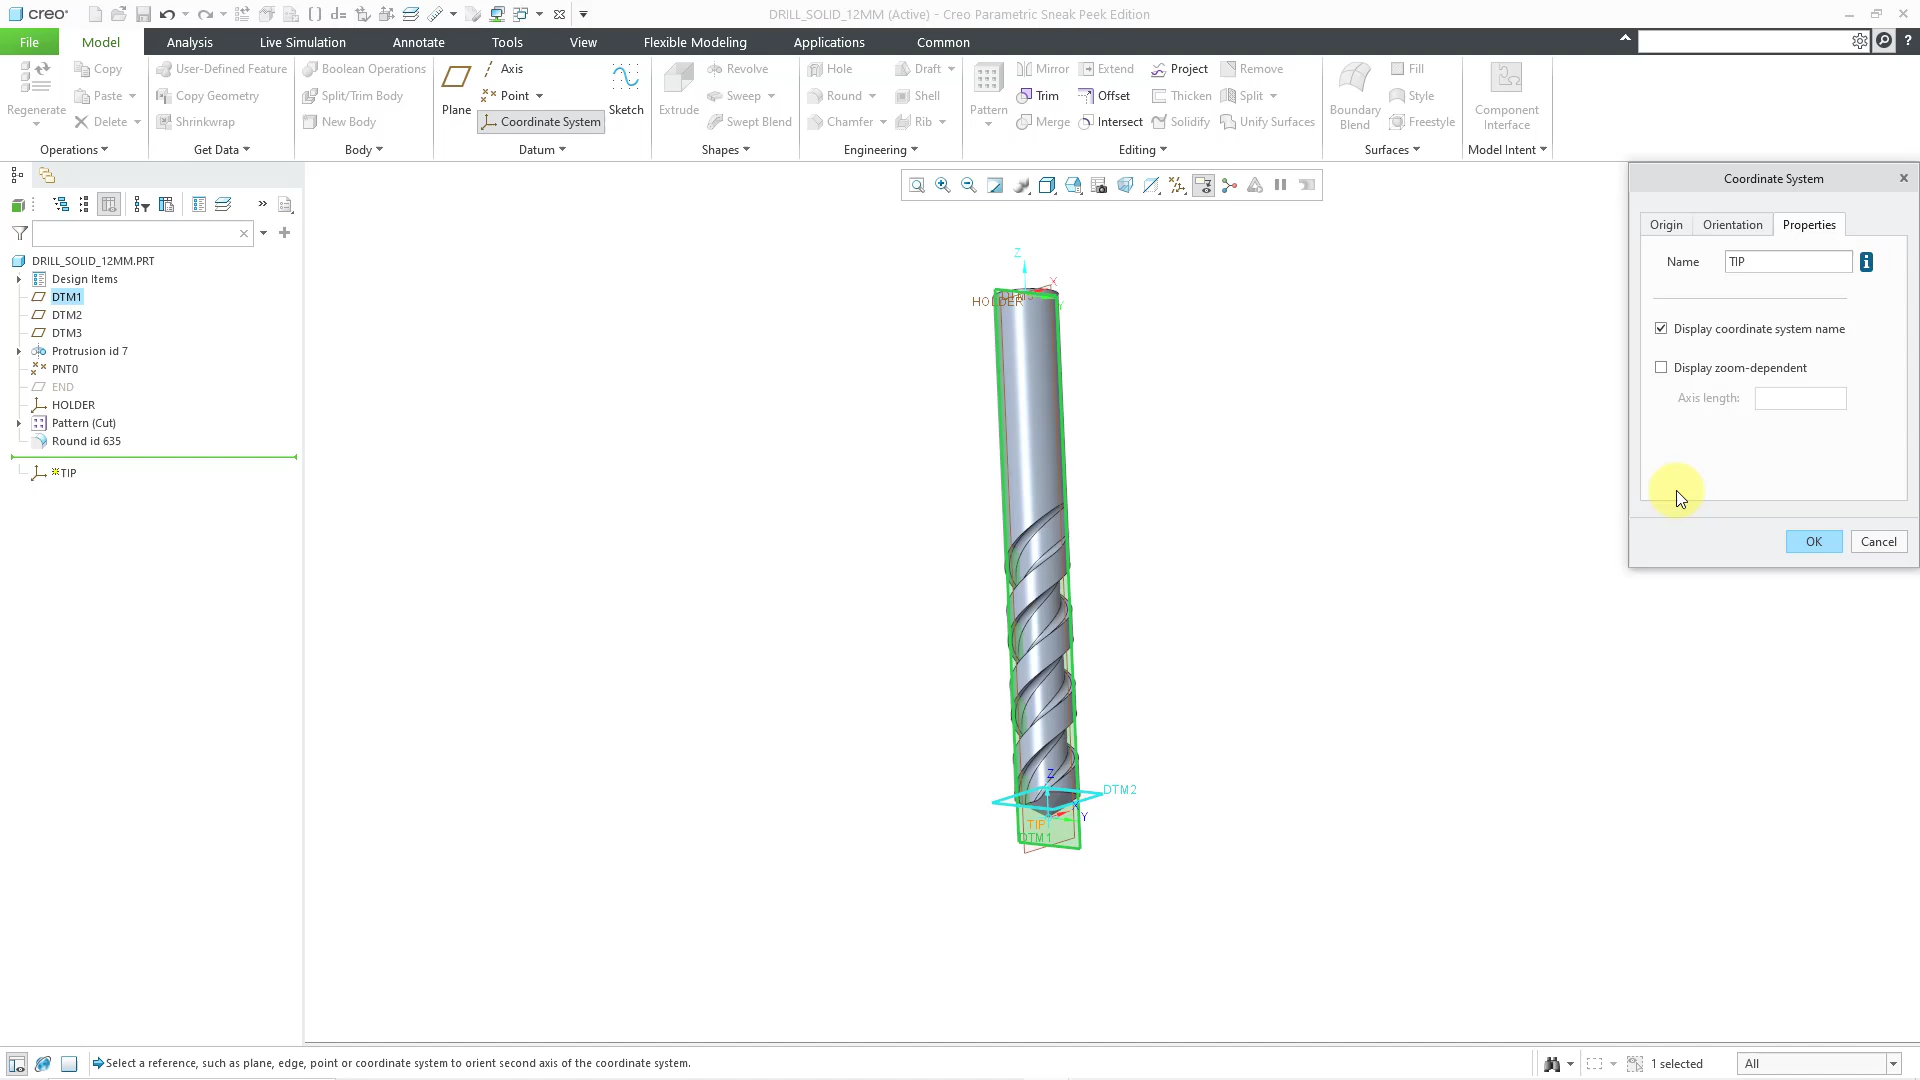 creo
DRILL_SOLID_12MM (Active) - Creo Parametric Sneak Peek Edition
File Model Analysis Live Simulation Annotate Tools View Flexible Modeling Applications Common
Regenerate
Copy
Paste
Delete
Operations
User-Defined Feature
Copy Geometry
Shrinkwrap
Get Data
Boolean Operations
Split/Trim Body
New Body
Body
Plane
Axis
Point
Coordinate System
Sketch
Datum
Extrude
Revolve
Sweep
Swept Blend
Shapes
Hole
Round
Chamfer
Draft
Shell
Rib
Engineering
Pattern
Mirror
Trim
Merge
Extend
Offset
Intersect
Project
Thicken
Solidify
Remove
Split
Unify Surfaces
Editing
Boundary
Blend
Fill
Style
Freestyle
Surfaces
Component
Interface
Model Intent
DRILL_SOLID_12MM.PRT
Design Items
DTM1
DTM2
DTM3
Protrusion id 7
PNT0
END
HOLDER
Pattern (Cut)
Round id 635
TIP
Z
X
HOLDER
DTM3
Y
Z
DTM2
X
Y
TIP
DTM1
Coordinate System
Origin Orientation Properties
Name TIP
Display coordinate system name
Display zoom-dependent
Axis length:
OK Cancel
Select a reference, such as plane, edge, point or coordinate system to orient second axis of the coordinate system.
1 selected
All